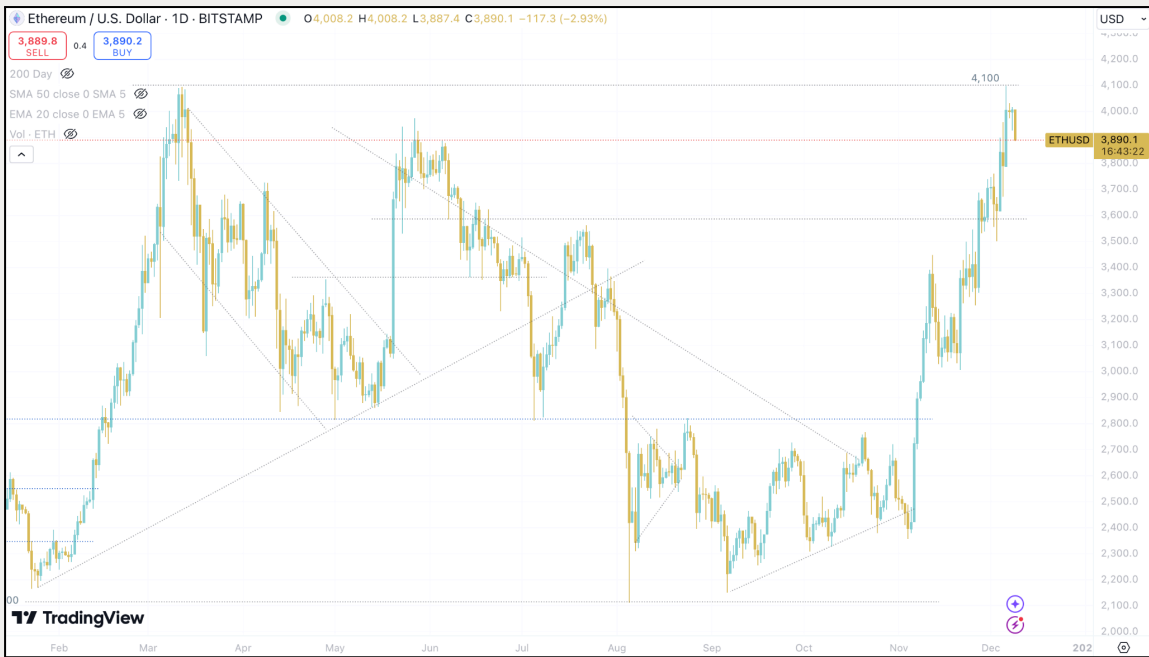 Ethereum / U.S. Dollar · 1D · BITSTAMP O4,008.2 H4,008.2 L3,887.4 C3,890.1 −117.3 (−2.93%)
USD
3,889.8 SELL
0.4
3,890.2 BUY
200 Day
SMA 50 close 0 SMA 5
EMA 20 close 0 EMA 5
Vol · ETH
4,100
4,300.0
4,200.0
4,100.0
4,000.0
ETHUSD 3,890.1
16:43:22
3,800.0
3,700.0
3,600.0
3,500.0
3,400.0
3,300.0
3,200.0
3,100.0
3,000.0
2,900.0
2,800.0
2,700.0
2,600.0
2,500.0
2,400.0
2,300.0
2,200.0
2,100.0
2,000.0
00
TradingView
Feb Mar Apr May Jun Jul Aug Sep Oct Nov Dec 202